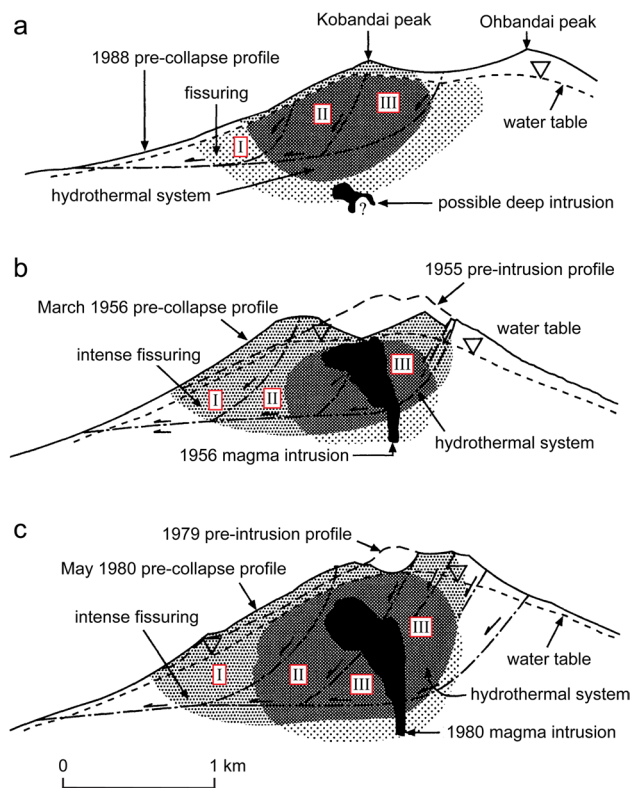 a
Kobandai peak
Ohbandai peak
1988 pre-collapse profile
fissuring
II
III
I
water table
hydrothermal system
?
possible deep intrusion
b
1955 pre-intrusion profile
March 1956 pre-collapse profile
water table
intense fissuring
III
I
II
hydrothermal system
1956 magma intrusion
c
1979 pre-intrusion profile
May 1980 pre-collapse profile
intense fissuring
III
I
II
III
water table
hydrothermal system
1980 magma intrusion
0
1 km